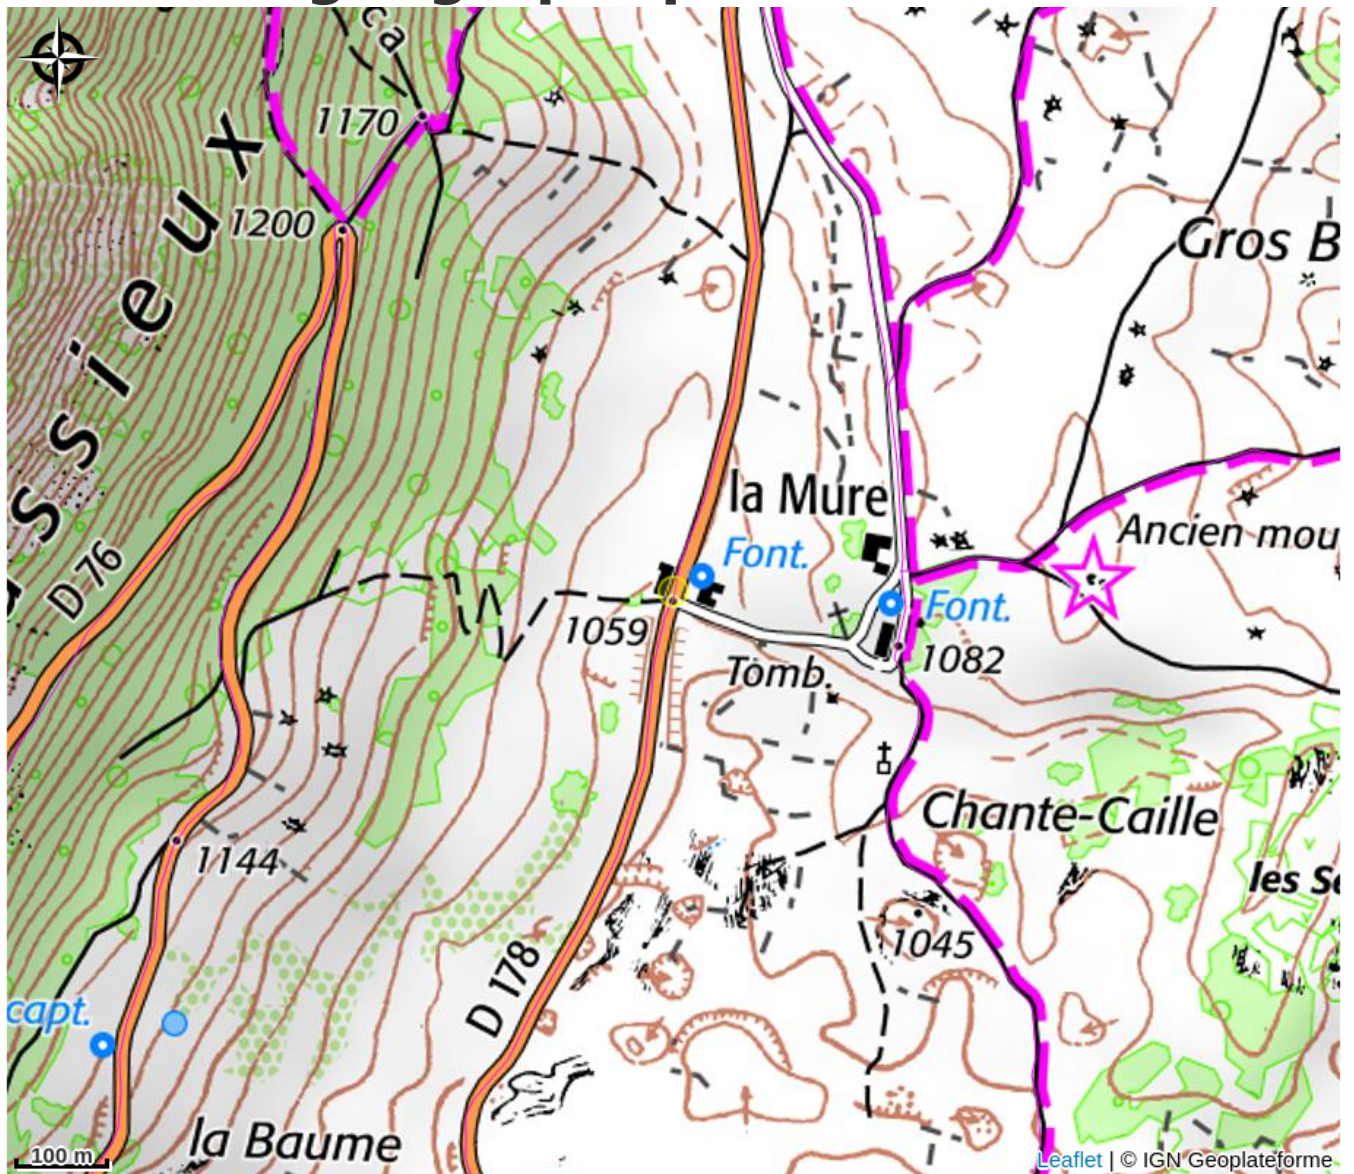 ca
1170
1200
ssieux
Gros B
la Mure
Font.
Ancien mou
D 76
1059
Font.
Tomb.
1082
Chante-Caille
1144
les Se
1045
D 178
capt.
la Baume
100 m
Leaflet | © IGN Geoplateforme